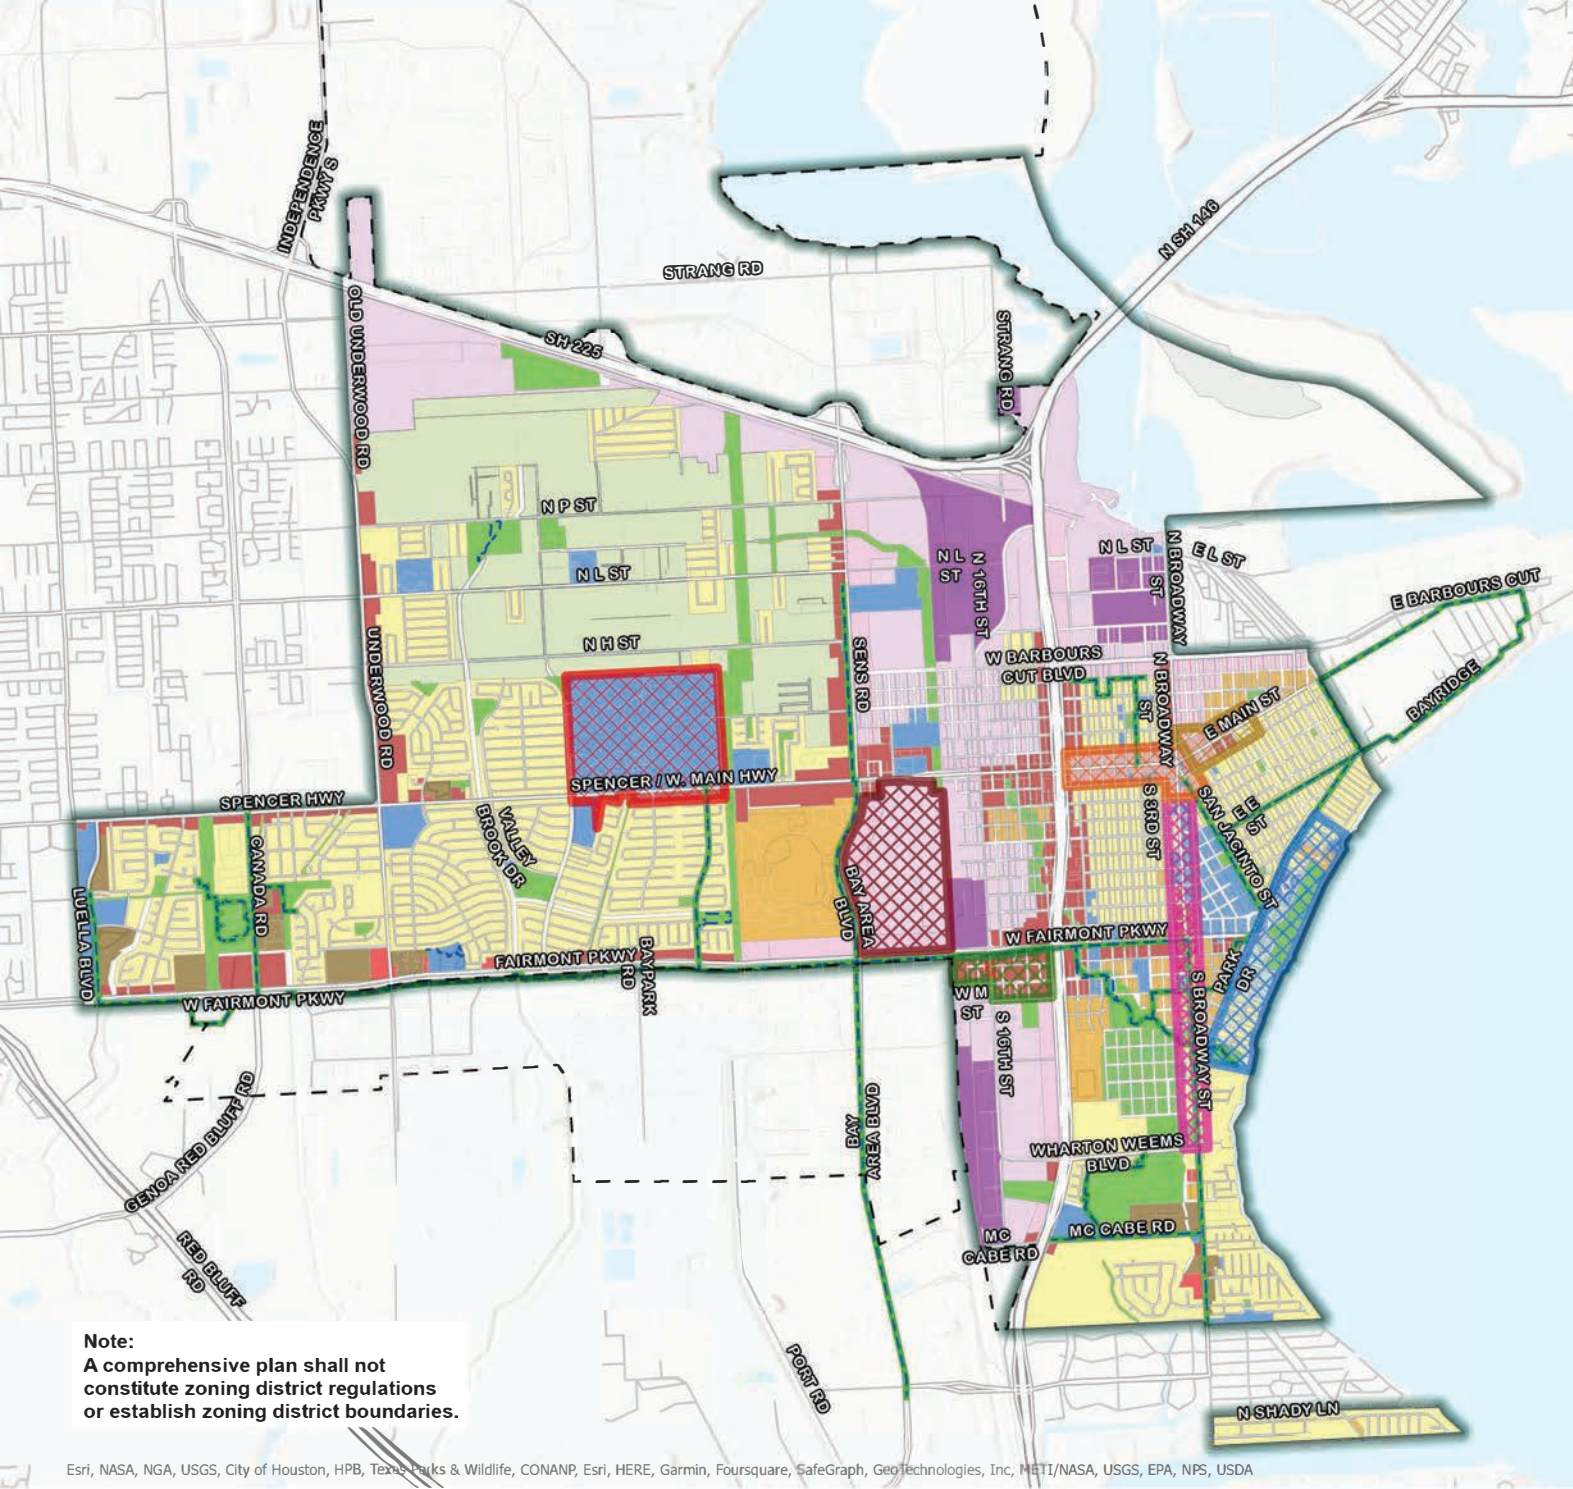 INDEPENDENCE
PKWY S
N SH 146
STRANG RD
OLD UNDERWOOD RD
SH 225
STRANG RD
N P ST
N L ST
N L
ST
N 16TH ST
N L ST
ST
N BROADWAY
E L ST
E BARBOURS CUT
N H ST
UNDERWOOD RD
SENS RD
W BARBOURS
CUT BLVD
N BROADWAY
ST
E MAIN ST
BAYRIDGE
SPENCER / W. MAIN HWY
SPENCER HWY
VALLEY
BROOK DR
S 3RD ST
SAN JACINTO ST
E E
ST
CANADA RD
LUELLA BLVD
BAY AREA
BLVD
W FAIRMONT PKWY
FAIRMONT PKWY
BAYPARK
RD
W FAIRMONT PKWY
PARK
DR
W M
ST
S 16TH ST
S BROADWAY ST
GENOA RED BLUFF RD
BAY
AREA BLVD
WHARTON WEEMS
BLVD
MC CABE RD
MC
CABE RD
RED BLUFF
RD
PORT RD
N SHADY LN
Note:
A comprehensive plan shall not
constitute zoning district regulations
or establish zoning district boundaries.
Esri, NASA, NGA, USGS, City of Houston, HPB, Texas Parks & Wildlife, CONANP, Esri, HERE, Garmin, Foursquare, SafeGraph, GeoTechnologies, Inc, METI/NASA, USGS, EPA, NPS, USDA